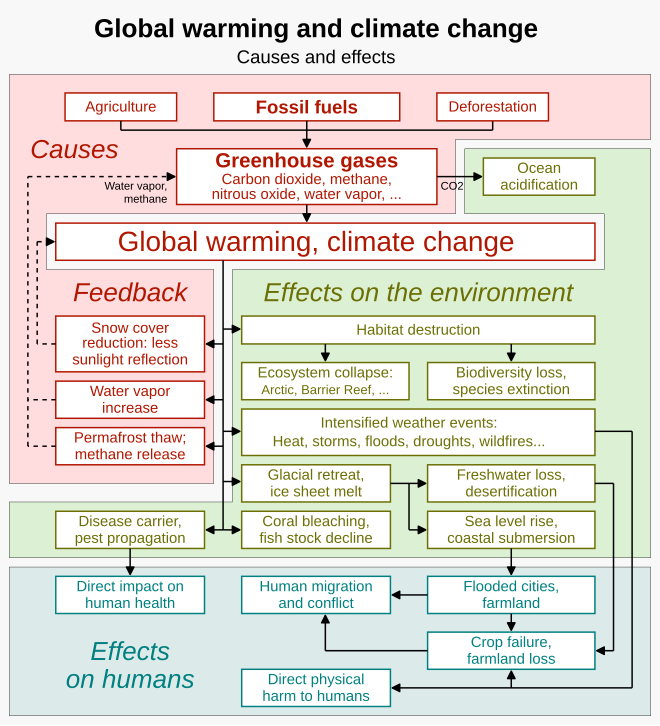 Global warming and climate change
Causes and effects
Agriculture
Fossil fuels
Deforestation
Causes
Greenhouse gases
Carbon dioxide, methane,
nitrous oxide, water vapor, ...
Water vapor,
methane
CO2
Ocean
acidification
Global warming, climate change
Feedback
Effects on the environment
Snow cover
reduction: less
sunlight reflection
Habitat destruction
Ecosystem collapse:
Arctic, Barrier Reef, ...
Biodiversity loss,
species extinction
Water vapor
increase
Intensified weather events:
Heat, storms, floods, droughts, wildfires...
Permafrost thaw;
methane release
Glacial retreat,
ice sheet melt
Freshwater loss,
desertification
Disease carrier,
pest propagation
Coral bleaching,
fish stock decline
Sea level rise,
coastal submersion
Direct impact on
human health
Human migration
and conflict
Flooded cities,
farmland
Effects
on humans
Crop failure,
farmland loss
Direct physical
harm to humans